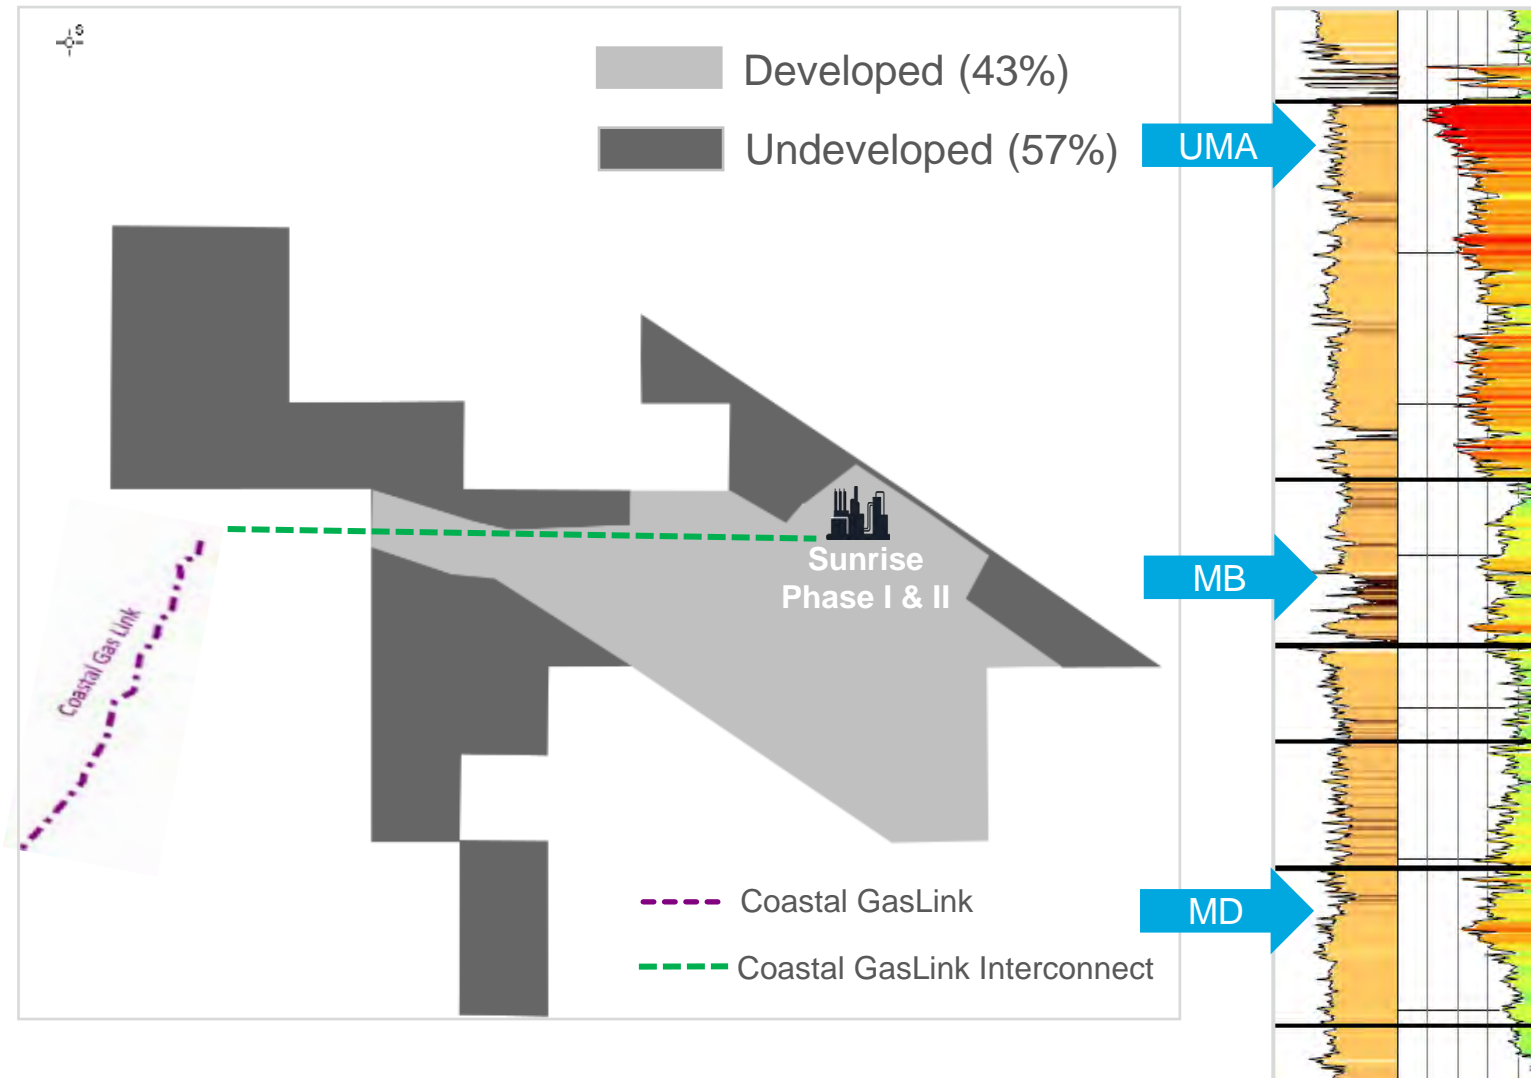 Developed (43%)
Undeveloped (57%)
UMA
Sunrise
Phase I & II
MB
Coastal Gas Link
Coastal GasLink
MD
Coastal GasLink Interconnect